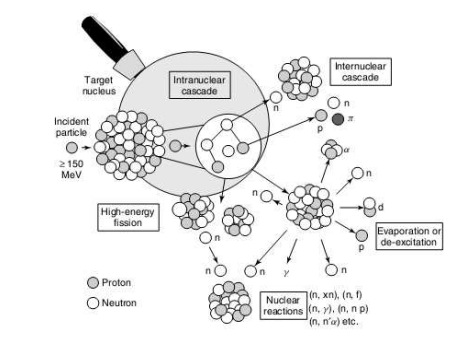 Target
nucleus
Intranuclear
cascade
Internuclear
cascade
Incident
particle
≥ 150
MeV
n
n
p
π
α
n
n
d
p
Evaporation or
de-excitation
High-energy
fission
n
n
n
γ
n
Proton
Neutron
Nuclear
reactions
(n, xn), (n, f)
(n, γ), (n, n p)
(n, n′α) etc.